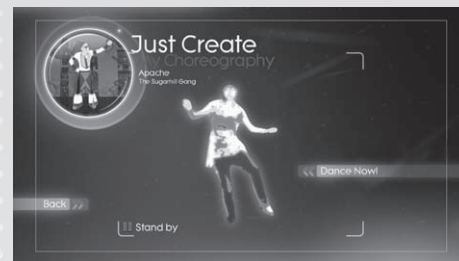 Just Create
My Choreography
Apache
The Sugarhill Gang
Dance Now!
Back
Stand by